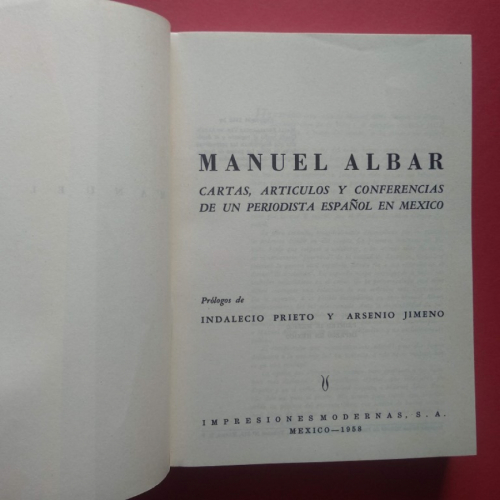 MANUEL ALBAR
CARTAS, ARTICULOS Y CONFERENCIAS
DE UN PERIODISTA ESPAÑOL EN MEXICO
Prólogos de
INDALECIO PRIETO Y ARSENIO JIMENO
IMPRESIONES MODERNAS, S. A.
MEXICO—1958